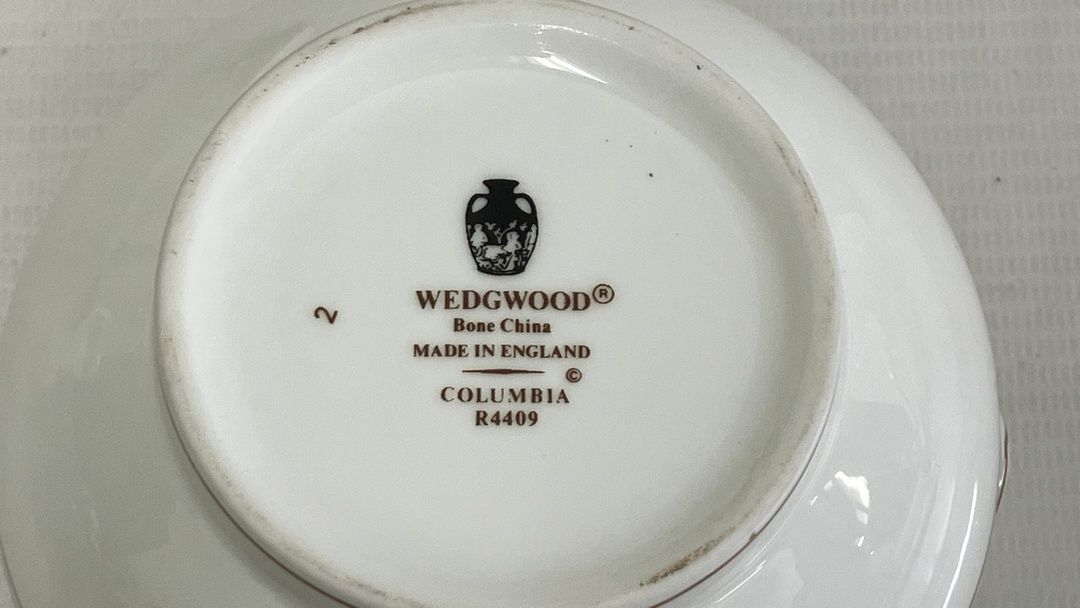 WEDGWOOD®
Bone China
MADE IN ENGLAND
©
COLUMBIA
R4409
2